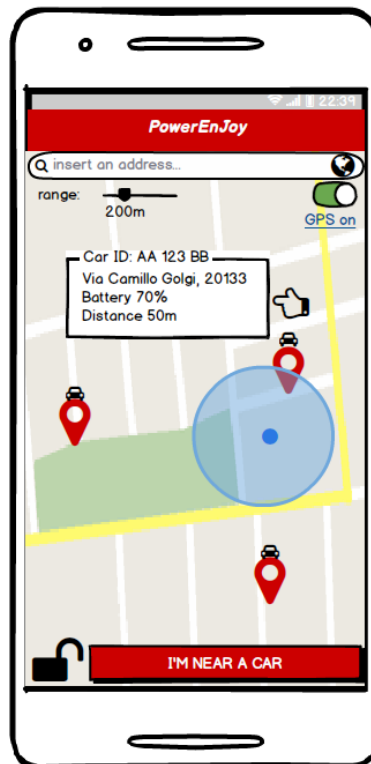 22:39
PowerEnJoy
insert an address...
range:
200m
GPS on
Car ID: AA 123 BB
Via Camillo Golgi, 20133
Battery 70%
Distance 50m
I'M NEAR A CAR